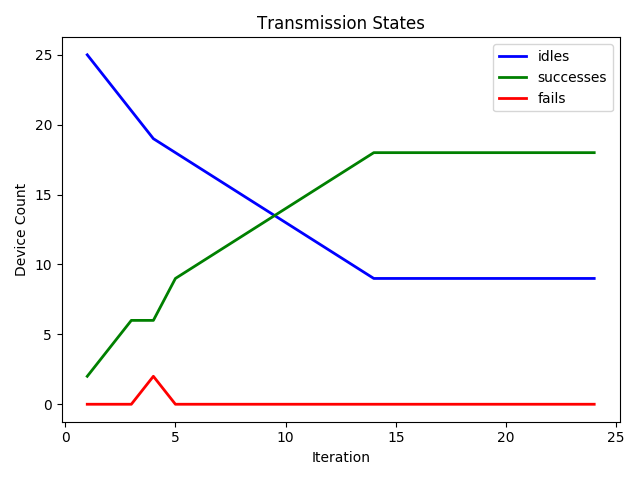 Transmission States
idles
successes
fails
25
20
15
10
5
0
Device Count
0 5 10 15 20 25
Iteration